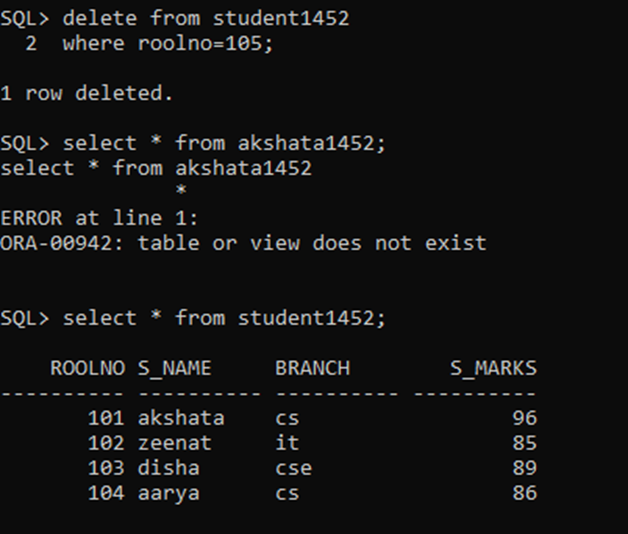 SQL> delete from student1452
  2  where roolno=105;
1 row deleted.
SQL> select * from akshata1452;
select * from akshata1452
              *
ERROR at line 1:
ORA-00942: table or view does not exist
SQL> select * from student1452;
    ROOLNO S_NAME     BRANCH        S_MARKS
---------- ---------- ---------- ----------
       101 akshata    cs                 96
       102 zeenat     it                 85
       103 disha      cse                89
       104 aarya      cs                 86